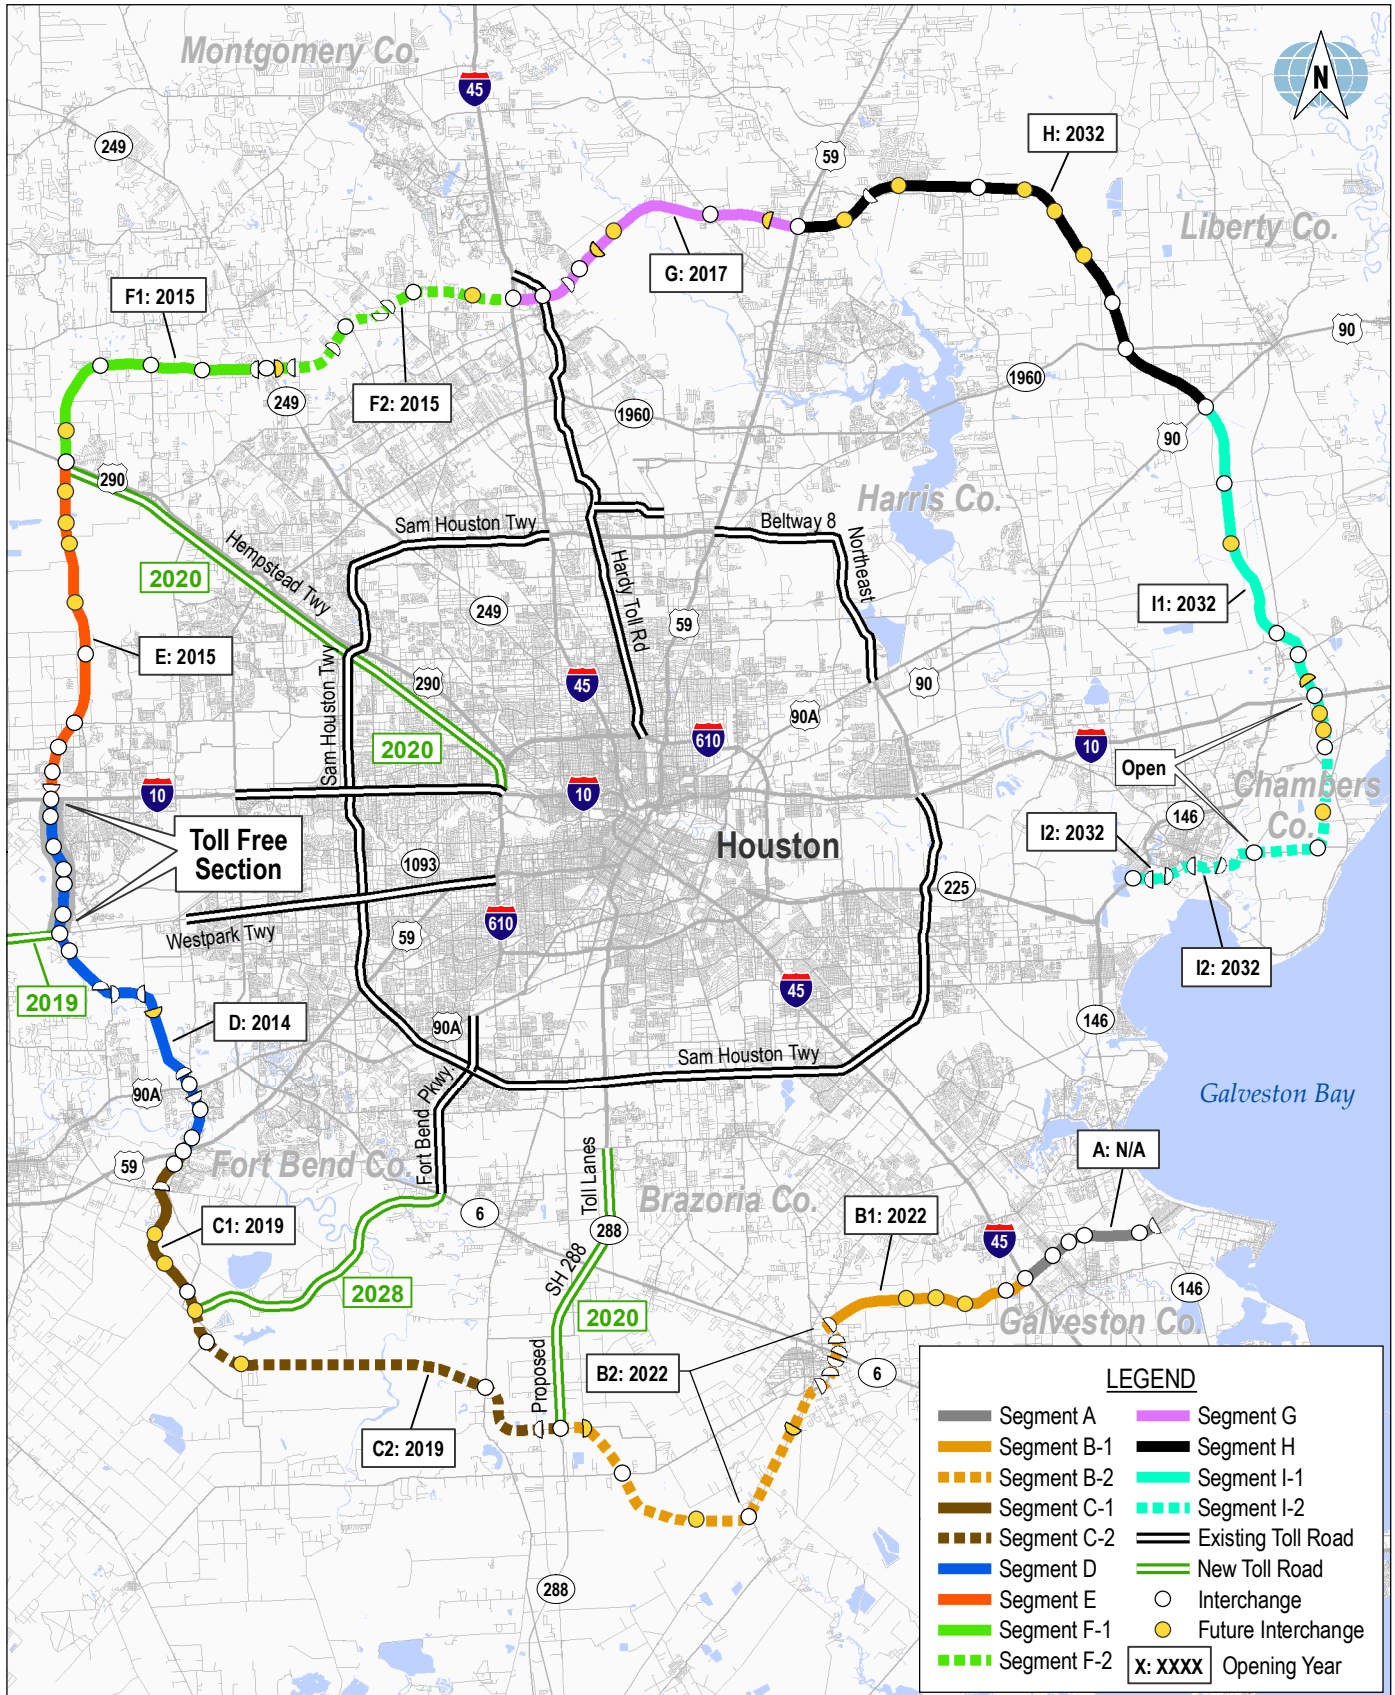 Montgomery Co.
45
N
H: 2032
249
59
Liberty Co.
G: 2017
F1: 2015
90
1960
F2: 2015
249
1960
90
290
Harris Co.
Sam Houston Twy
Beltway 8
Northeast
Hempstead Twy
Hardy Toll Rd
2020
249
59
I1: 2032
E: 2015
Sam Houston Twy
290
45
90
90A
2020
610
10
Open
10
10
Chambers
Co.
146
Toll Free
Section
I2: 2032
Houston
1093
225
610
59
Westpark Twy
I2: 2032
45
2019
D: 2014
90A
146
Sam Houston Twy
90A
Fort Bend Pkwy.
Galveston Bay
59
Fort Bend Co.
Toll Lanes
A: N/A
Brazoria Co.
C1: 2019
6
B1: 2022
288
45
SH 288
2028
146
2020
Galveston Co.
Proposed
B2: 2022
6
C2: 2019
288
LEGEND
Segment A
Segment B-1
Segment B-2
Segment C-1
Segment C-2
Segment D
Segment E
Segment F-1
Segment F-2
Segment G
Segment H
Segment I-1
Segment I-2
Existing Toll Road
New Toll Road
Interchange
Future Interchange
X: XXXX Opening Year